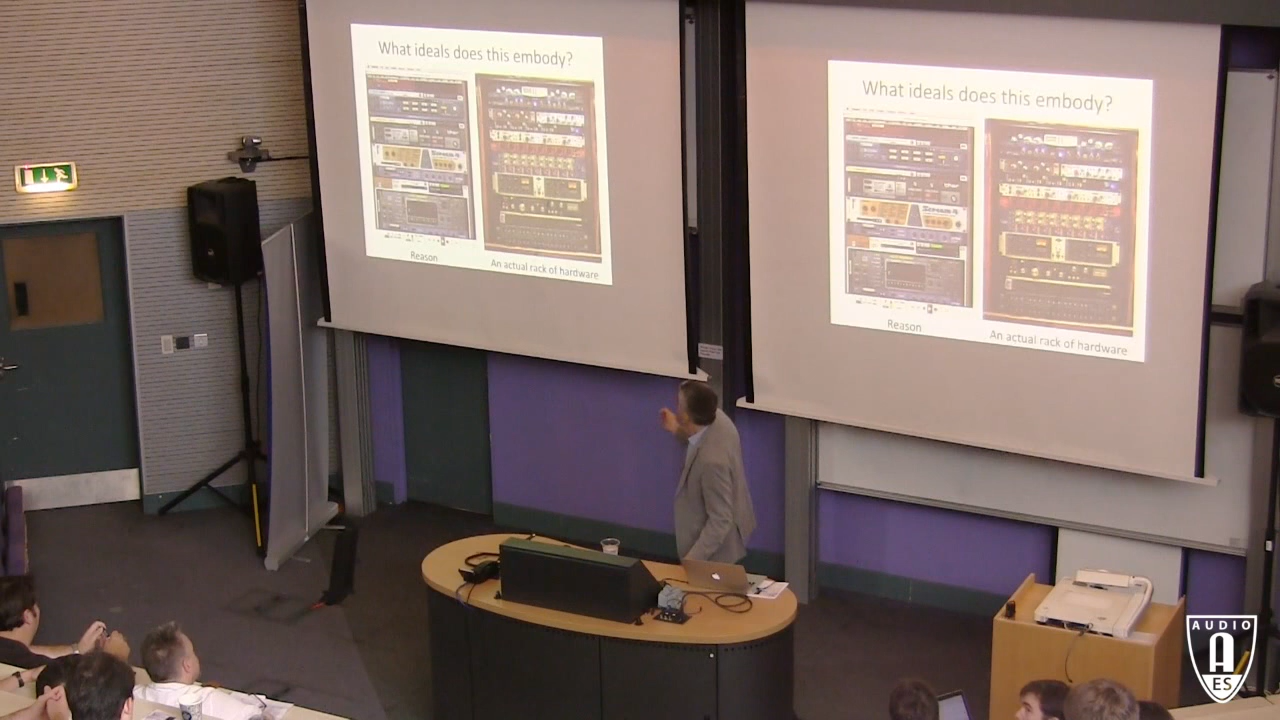 What ideals does this embody?
Reason
An actual rack of hardware
What ideals does this embody?
Reason
An actual rack of hardware
AUDIO
A
ES